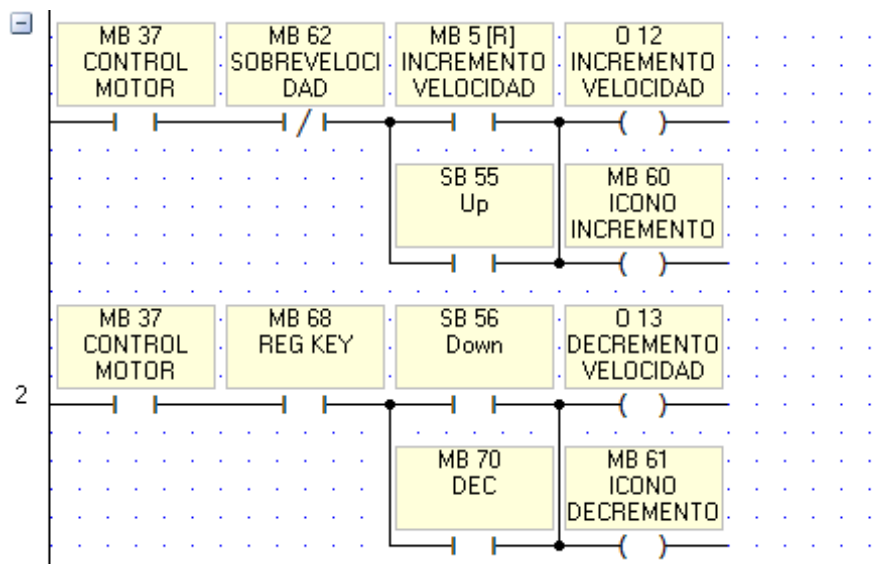 MB 37
CONTROL
MOTOR
MB 62
SOBREVELOCI
DAD
MB 5 [R]
INCREMENTO
VELOCIDAD
O 12
INCREMENTO
VELOCIDAD
SB 55
Up
MB 60
ICONO
INCREMENTO
2
MB 37
CONTROL
MOTOR
MB 68
REG KEY
SB 56
Down
O 13
DECREMENTO
VELOCIDAD
MB 70
DEC
MB 61
ICONO
DECREMENTO